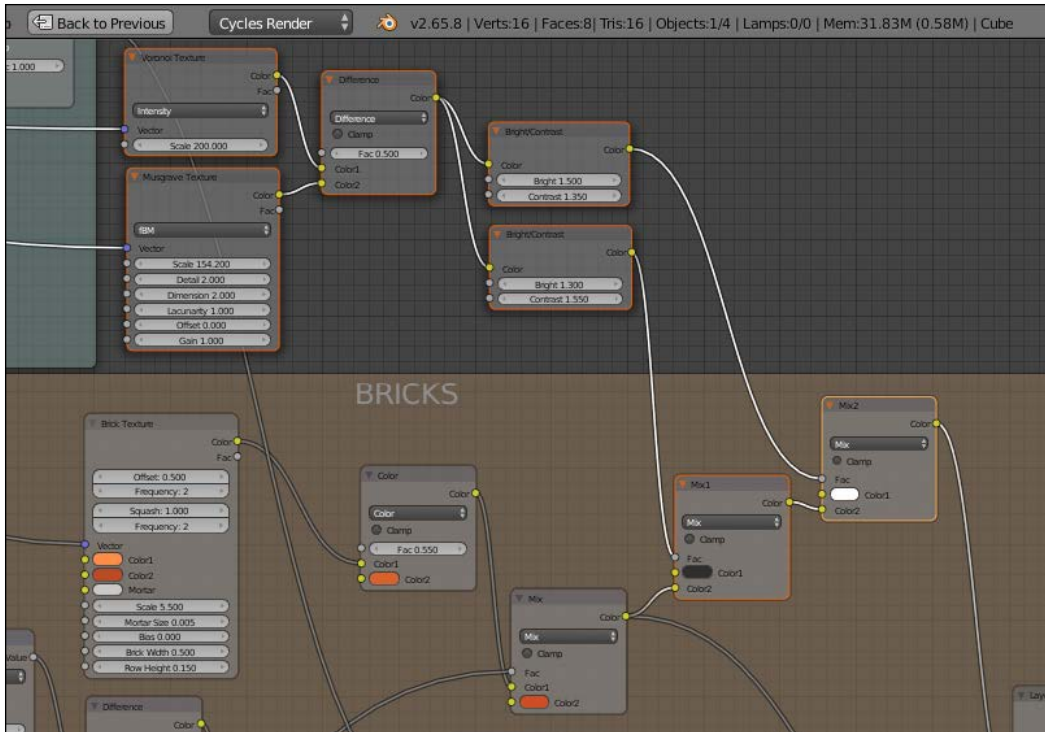 Back to Previous
Cycles Render
v2.65.8 | Verts:16 | Faces:8| Tris:16 | Objects:1/4 | Lamps:0/0 | Mem:31.83M (0.58M) | Cube
1.000
Voronoi Texture
Color
Fac
Intensity
Vector
Scale 200.000
Musgrave Texture
Color
Fac
fBM
Vector
Scale 154.200
Detail 2.000
Dimension 2.000
Lacunarity 1.000
Offset 0.000
Gain 1.000
Difference
Color
Difference
Clamp
Fac 0.500
Color1
Color2
Bright/Contrast
Color
Color
Bright 1.500
Contrast 1.350
Bright/Contrast
Color
Color
Bright 1.300
Contrast 1.550
BRICKS
Brick Texture
Color
Fac
Offset: 0.500
Frequency: 2
Squash: 1.000
Frequency: 2
Vector
Color1
Color2
Mortar
Scale 5.500
Mortar Size 0.005
Bias 0.000
Brick Width 0.500
Row Height 0.150
Color
Color
Color
Clamp
Fac 0.550
Color1
Color2
Mix
Color
Mix
Clamp
Fac
Color1
Color2
Mix1
Color
Mix
Clamp
Fac
Color1
Color2
Mix2
Color
Mix
Clamp
Fac
Color1
Color2
Value
Difference
Color